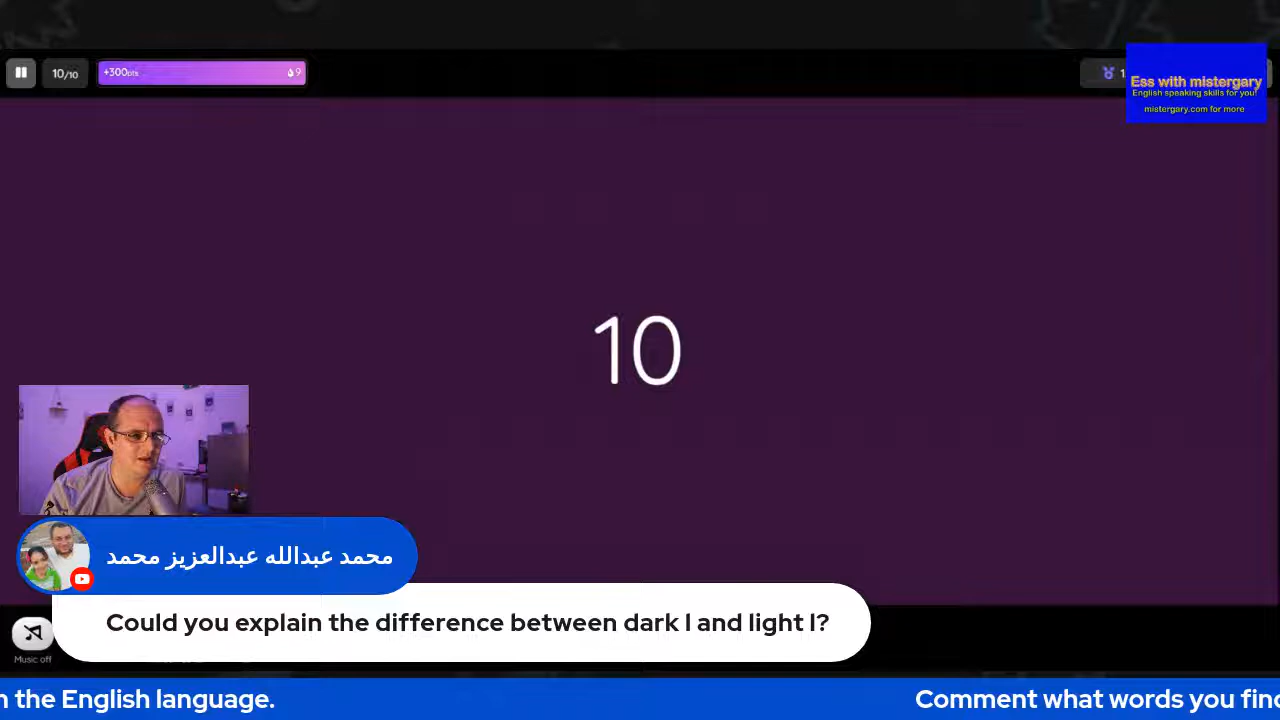 10/10
+300pts
9
Ess with mistergary
English speaking skills for you!
mistergary.com for more
10
محمد عبدالله عبدالعزيز محمد
Could you explain the difference between dark l and light l?
Music off
the English language.
Comment what words you